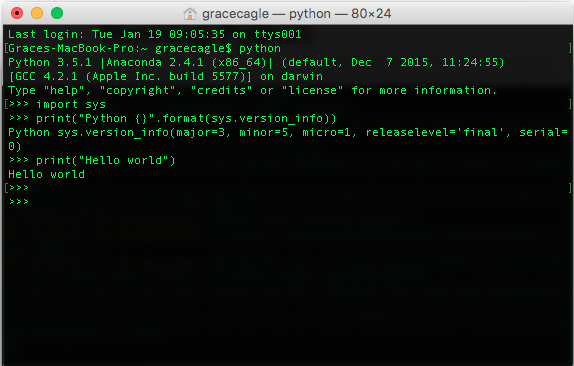 gracecagle — python — 80×24
Last login: Tue Jan 19 09:05:35 on ttys001
[Graces-MacBook-Pro:~ gracecagle$ python ]
Python 3.5.1 |Anaconda 2.4.1 (x86_64)| (default, Dec  7 2015, 11:24:55)
[GCC 4.2.1 (Apple Inc. build 5577)] on darwin
Type "help", "copyright", "credits" or "license" for more information.
[>>> import sys ]
>>> print("Python {}".format(sys.version_info))
Python sys.version_info(major=3, minor=5, micro=1, releaselevel='final', serial=
0)
>>> print("Hello world")
Hello world
[>>> ]
>>>